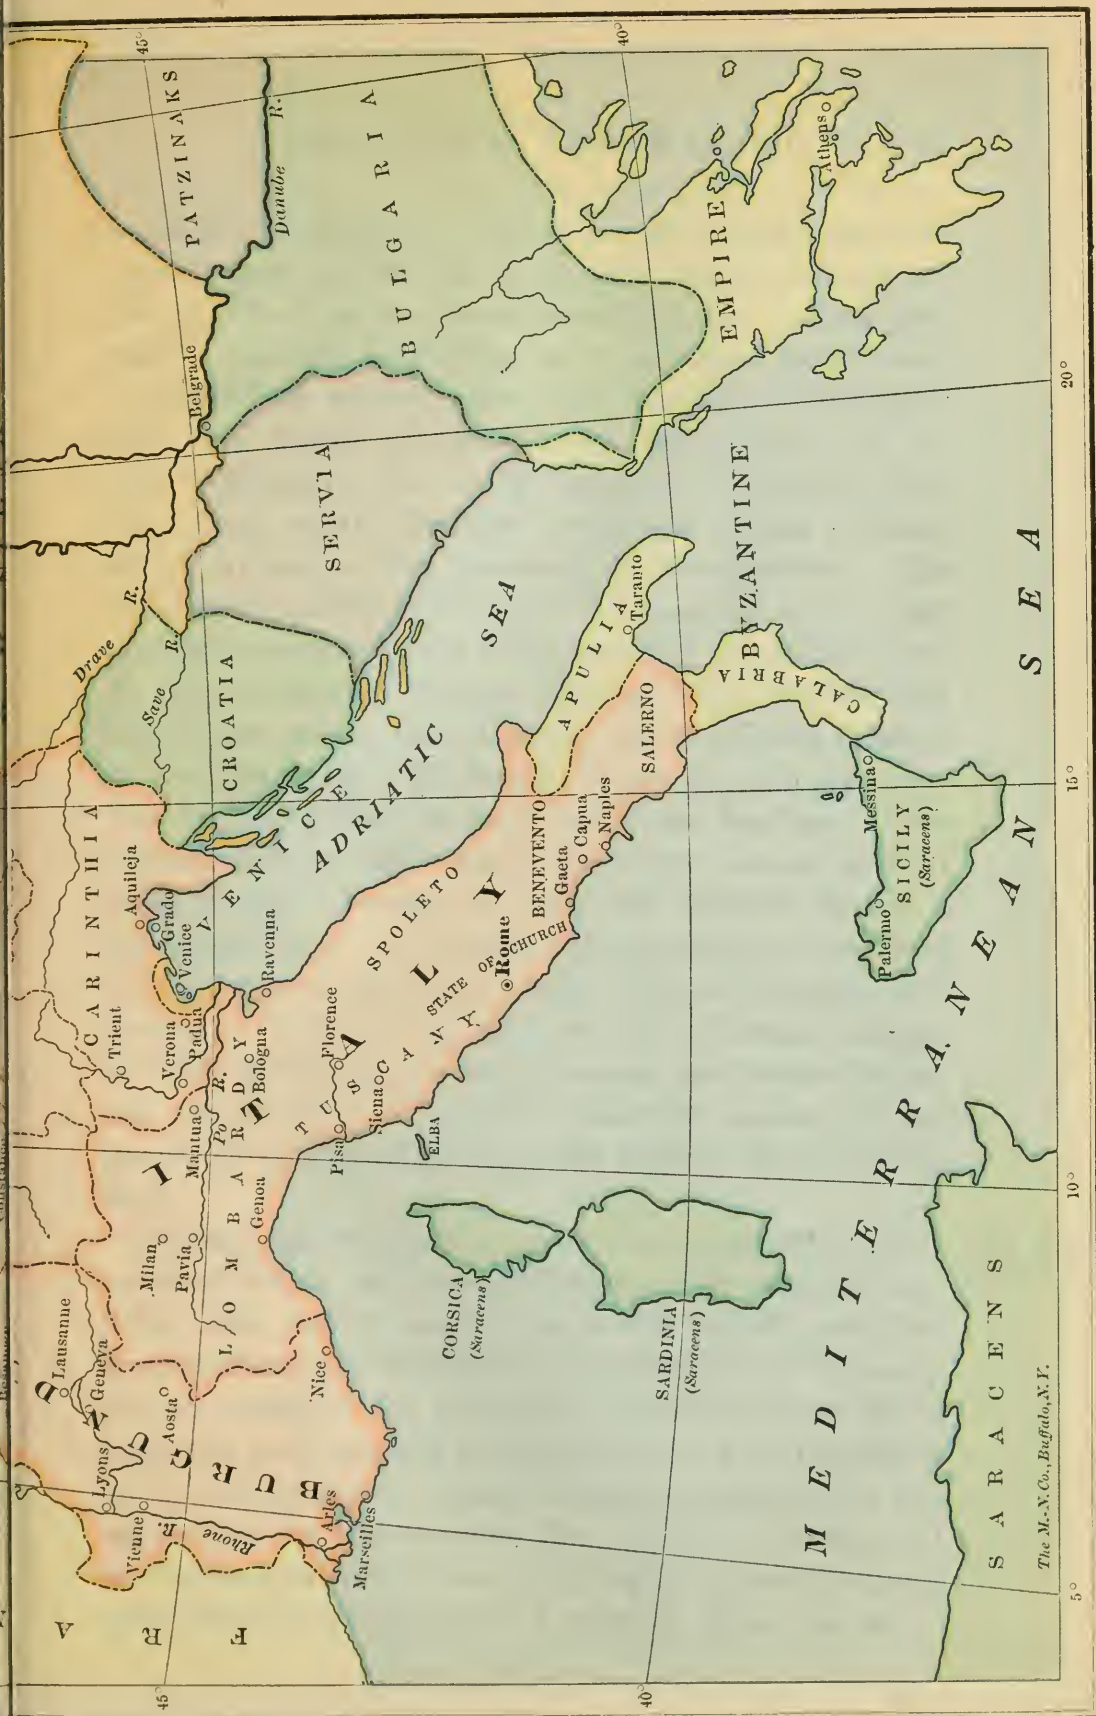 45°
40°
PATZINAKS
Danube R.
BULGARIA
Athens
EMPIRE
Belgrade
20°
SERVIA
BYZANTINE
Drave R.
Save R.
CROATIA
SEA
ADRIATIC
APULIA
Taranto
CALABRIA
SALERNO
MEDITERRANEAN SEA
15°
CARINTHIA
Aquileja
Grado
VENICE
Venice
Ravenna
SPOLETO
BENEVENTO
Capua
Naples
Gaeta
Rome
STATE OF CHURCH
Messina
SICILY
(Saracens)
Palermo
Trient
Verona
Padua
Mantua
Po R.
Bologna
Florence
Siena
TUSCANY
Pisa
ELBA
ITALY
LOMBARDY
Milan
Pavia
Genoa
10°
CORSICA
(Saracens)
SARDINIA
(Saracens)
Lausanne
Geneva
Aosta
Nice
BURGUND
Lyons
Vienne
Rhone R.
Arles
Marseilles
FRA
SARACENS
The M.-N. Co., Buffalo, N.Y.
5°
45°
40°